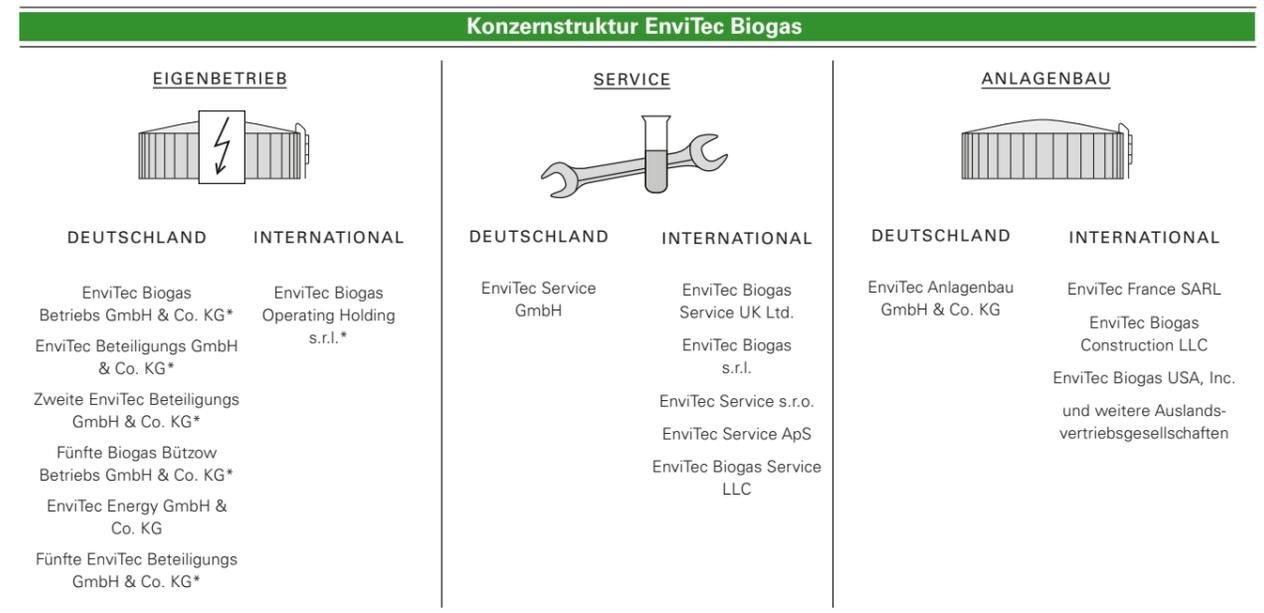 Konzernstruktur EnviTec Biogas
EIGENBETRIEB
DEUTSCHLAND
EnviTec Biogas
Betriebs GmbH & Co. KG*
EnviTec Beteiligungs GmbH
& Co. KG*
Zweite EnviTec Beteiligungs
GmbH & Co. KG*
Fünfte Biogas Bützow
Betriebs GmbH & Co. KG*
EnviTec Energy GmbH &
Co. KG
Fünfte EnviTec Beteiligungs
GmbH & Co. KG*
INTERNATIONAL
EnviTec Biogas
Operating Holding
s.r.l.*
SERVICE
DEUTSCHLAND
EnviTec Service
GmbH
INTERNATIONAL
EnviTec Biogas
Service UK Ltd.
EnviTec Biogas
s.r.l.
EnviTec Service s.r.o.
EnviTec Service ApS
EnviTec Biogas Service
LLC
ANLAGENBAU
DEUTSCHLAND
EnviTec Anlagenbau
GmbH & Co. KG
INTERNATIONAL
EnviTec France SARL
EnviTec Biogas
Construction LLC
EnviTec Biogas USA, Inc.
und weitere Auslands-
vertriebsgesellschaften